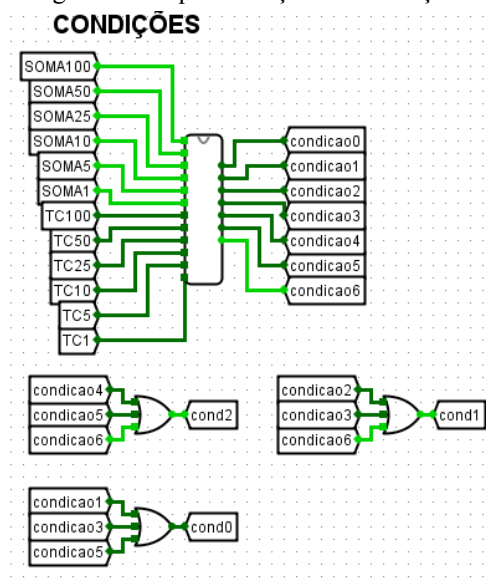 CONDIÇÕES
SOMA100
SOMA50
SOMA25
SOMA10
SOMA5
SOMA1
TC100
TC50
TC25
TC10
TC5
TC1
condicao0
condicao1
condicao2
condicao3
condicao4
condicao5
condicao6
condicao4
condicao5
condicao6
cond2
condicao2
condicao3
condicao6
cond1
condicao1
condicao3
condicao5
cond0